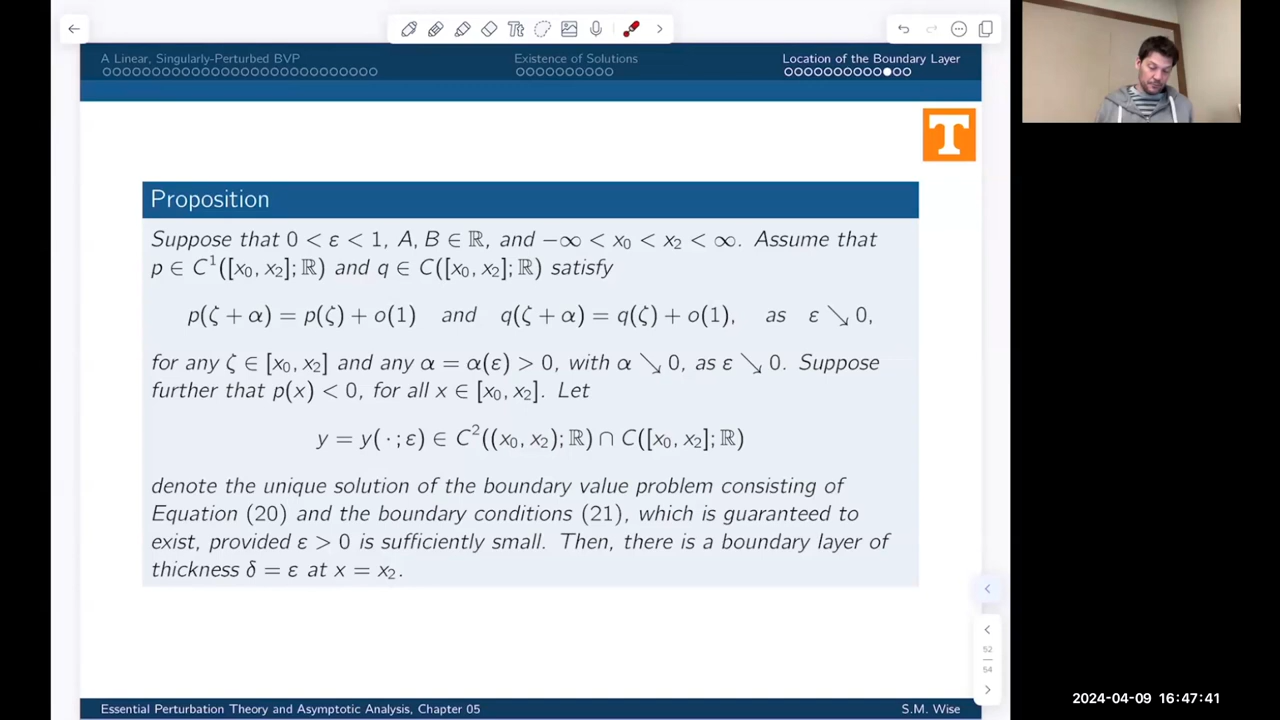 A Linear, Singularly-Perturbed BVP
Existence of Solutions
Location of the Boundary Layer
T
Proposition
Suppose that 0 < ε < 1, A, B ∈ ℝ, and −∞ < x₀ < x₂ < ∞. Assume that
p ∈ C¹([x₀, x₂]; ℝ) and q ∈ C([x₀, x₂]; ℝ) satisfy
p(ζ + α) = p(ζ) + o(1) and q(ζ + α) = q(ζ) + o(1), as ε ↘ 0,
for any ζ ∈ [x₀, x₂] and any α = α(ε) > 0, with α ↘ 0, as ε ↘ 0. Suppose
further that p(x) < 0, for all x ∈ [x₀, x₂]. Let
y = y( · ; ε) ∈ C²((x₀, x₂); ℝ) ∩ C([x₀, x₂]; ℝ)
denote the unique solution of the boundary value problem consisting of
Equation (20) and the boundary conditions (21), which is guaranteed to
exist, provided ε > 0 is sufficiently small. Then, there is a boundary layer of
thickness δ = ε at x = x₂.
52
54
Essential Perturbation Theory and Asymptotic Analysis, Chapter 05
S.M. Wise
2024-04-09 16:47:41